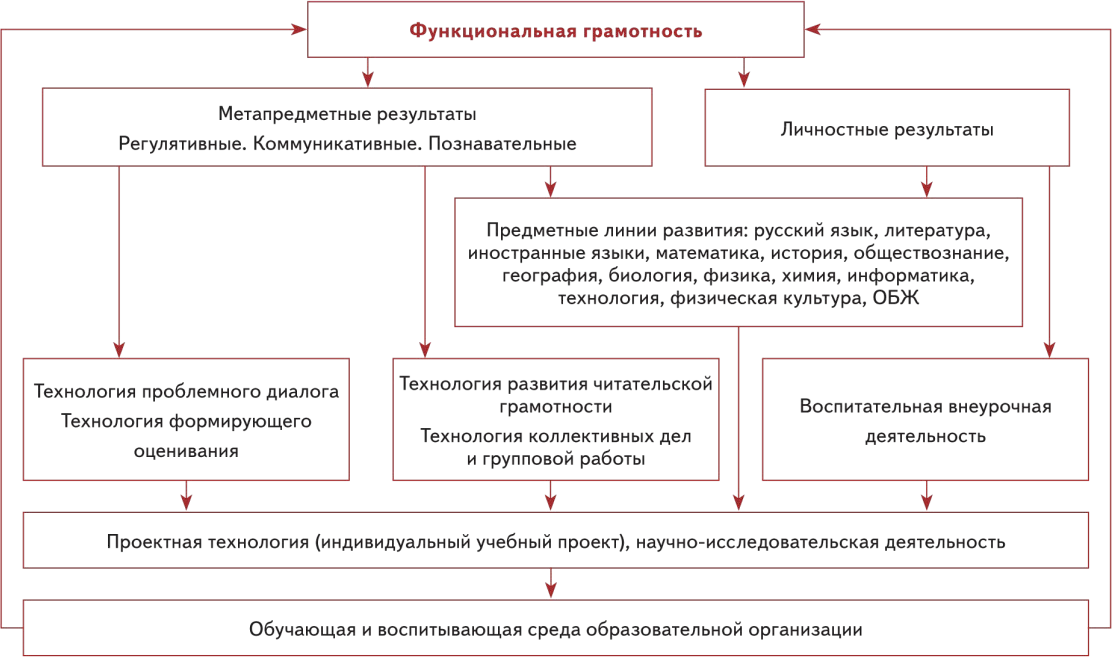 Функциональная грамотность
Метапредметные результаты
Регулятивные. Коммуникативные. Познавательные
Личностные результаты
Предметные линии развития: русский язык, литература,
иностранные языки, математика, история, обществознание,
география, биология, физика, химия, информатика,
технология, физическая культура, ОБЖ
Технология проблемного диалога
Технология формирующего
оценивания
Технология развития читательской
грамотности
Технология коллективных дел
и групповой работы
Воспитательная внеурочная
деятельность
Проектная технология (индивидуальный учебный проект), научно-исследовательская деятельность
Обучающая и воспитывающая среда образовательной организации